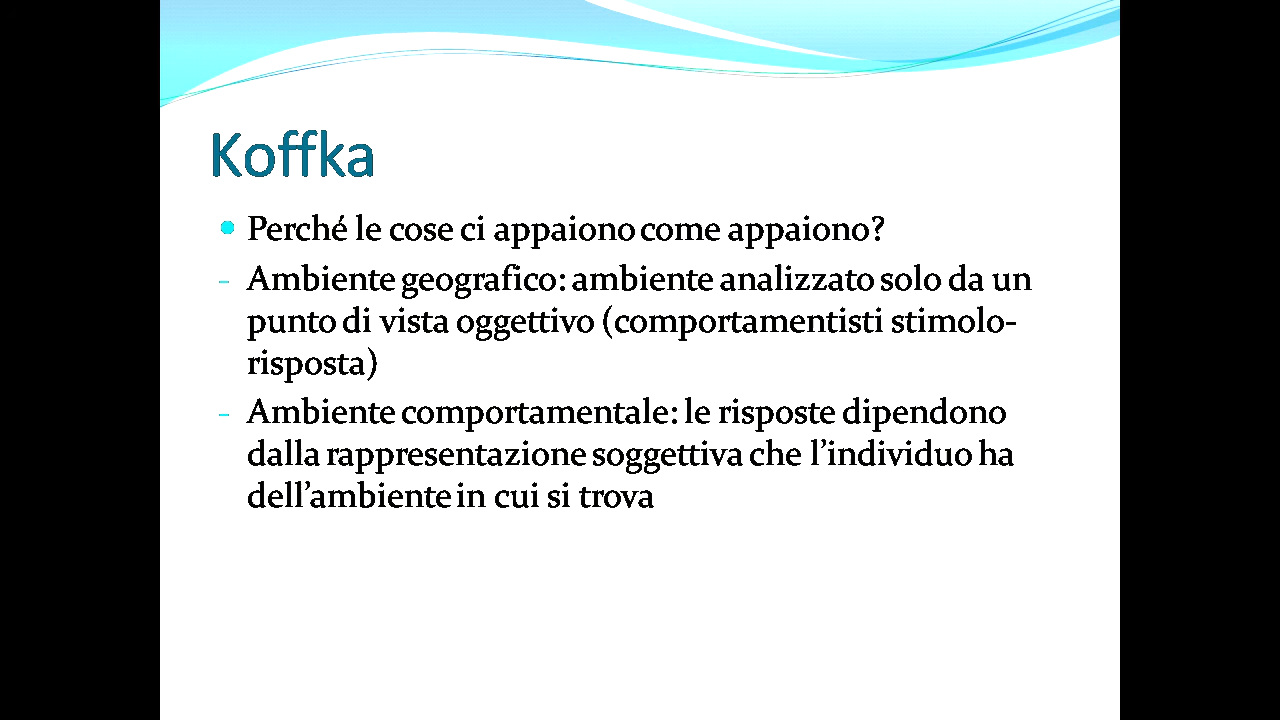 Koffka
• Perché le cose ci appaiono come appaiono?
- Ambiente geografico: ambiente analizzato solo da un
punto di vista oggettivo (comportamentisti stimolo-
risposta)
- Ambiente comportamentale: le risposte dipendono
dalla rappresentazione soggettiva che l’individuo ha
dell’ambiente in cui si trova